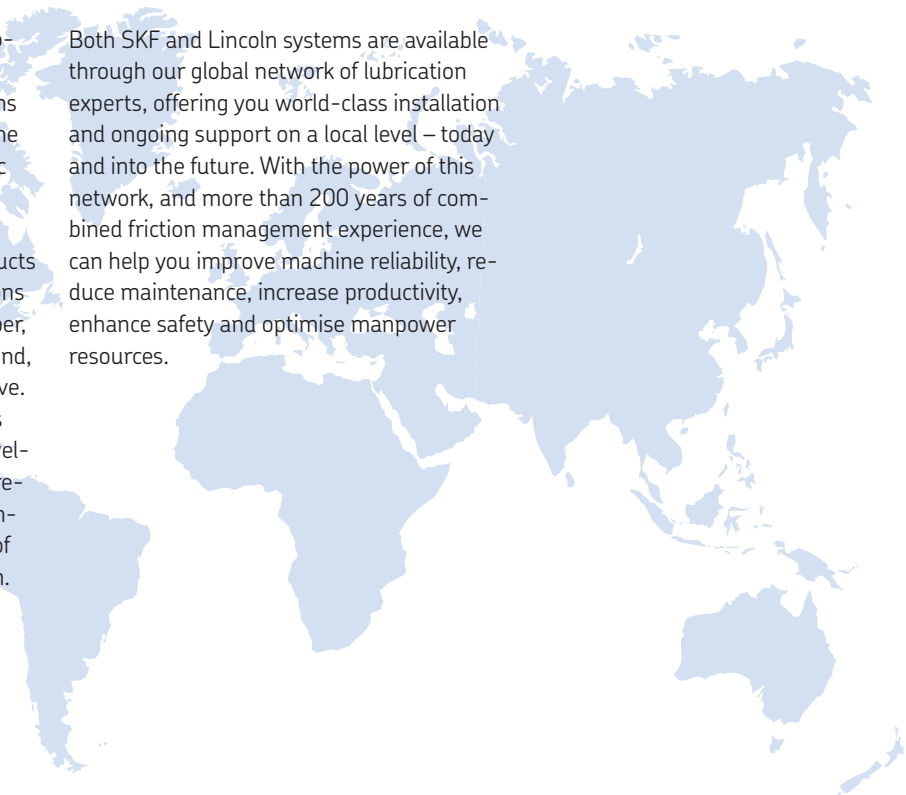 Both SKF and Lincoln systems are available
through our global network of lubrication
experts, offering you world-class installation
and ongoing support on a local level – today
and into the future. With the power of this
network, and more than 200 years of com-
bined friction management experience, we
can help you improve machine reliability, re-
duce maintenance, increase productivity,
enhance safety and optimise manpower
resources.